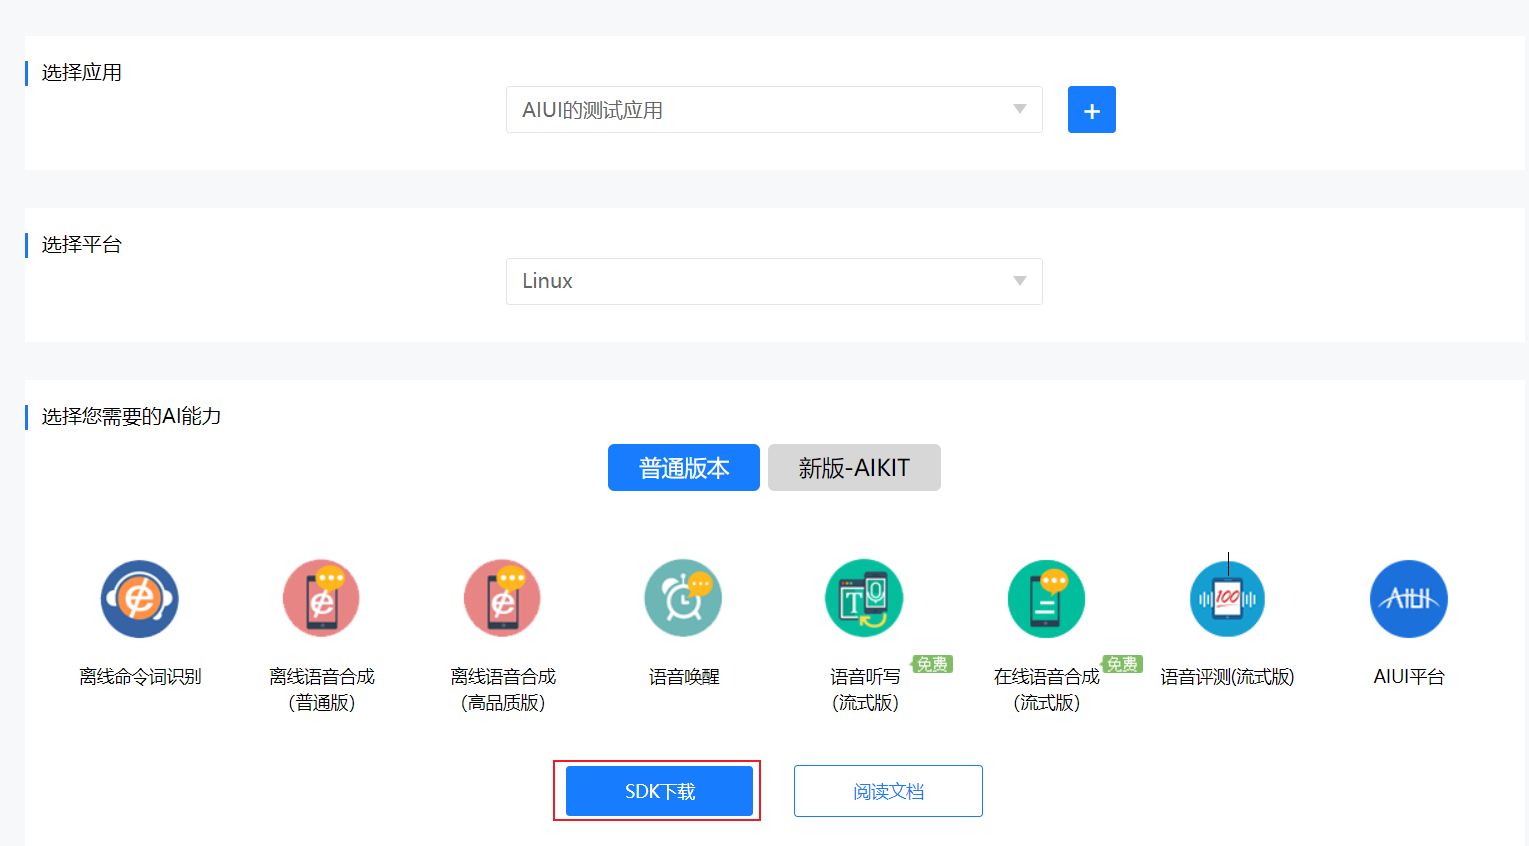 选择应用
AIUI的测试应用
+
选择平台
Linux
选择您需要的AI能力
普通版本
新版-AIKIT
T
100
AIUI
离线命令词识别
离线语音合成
(普通版)
离线语音合成
(高品质版)
语音唤醒
语音听写
免费
(流式版)
在线语音合成
免费
(流式版)
语音评测(流式版)
AIUI平台
SDK下载
阅读文档